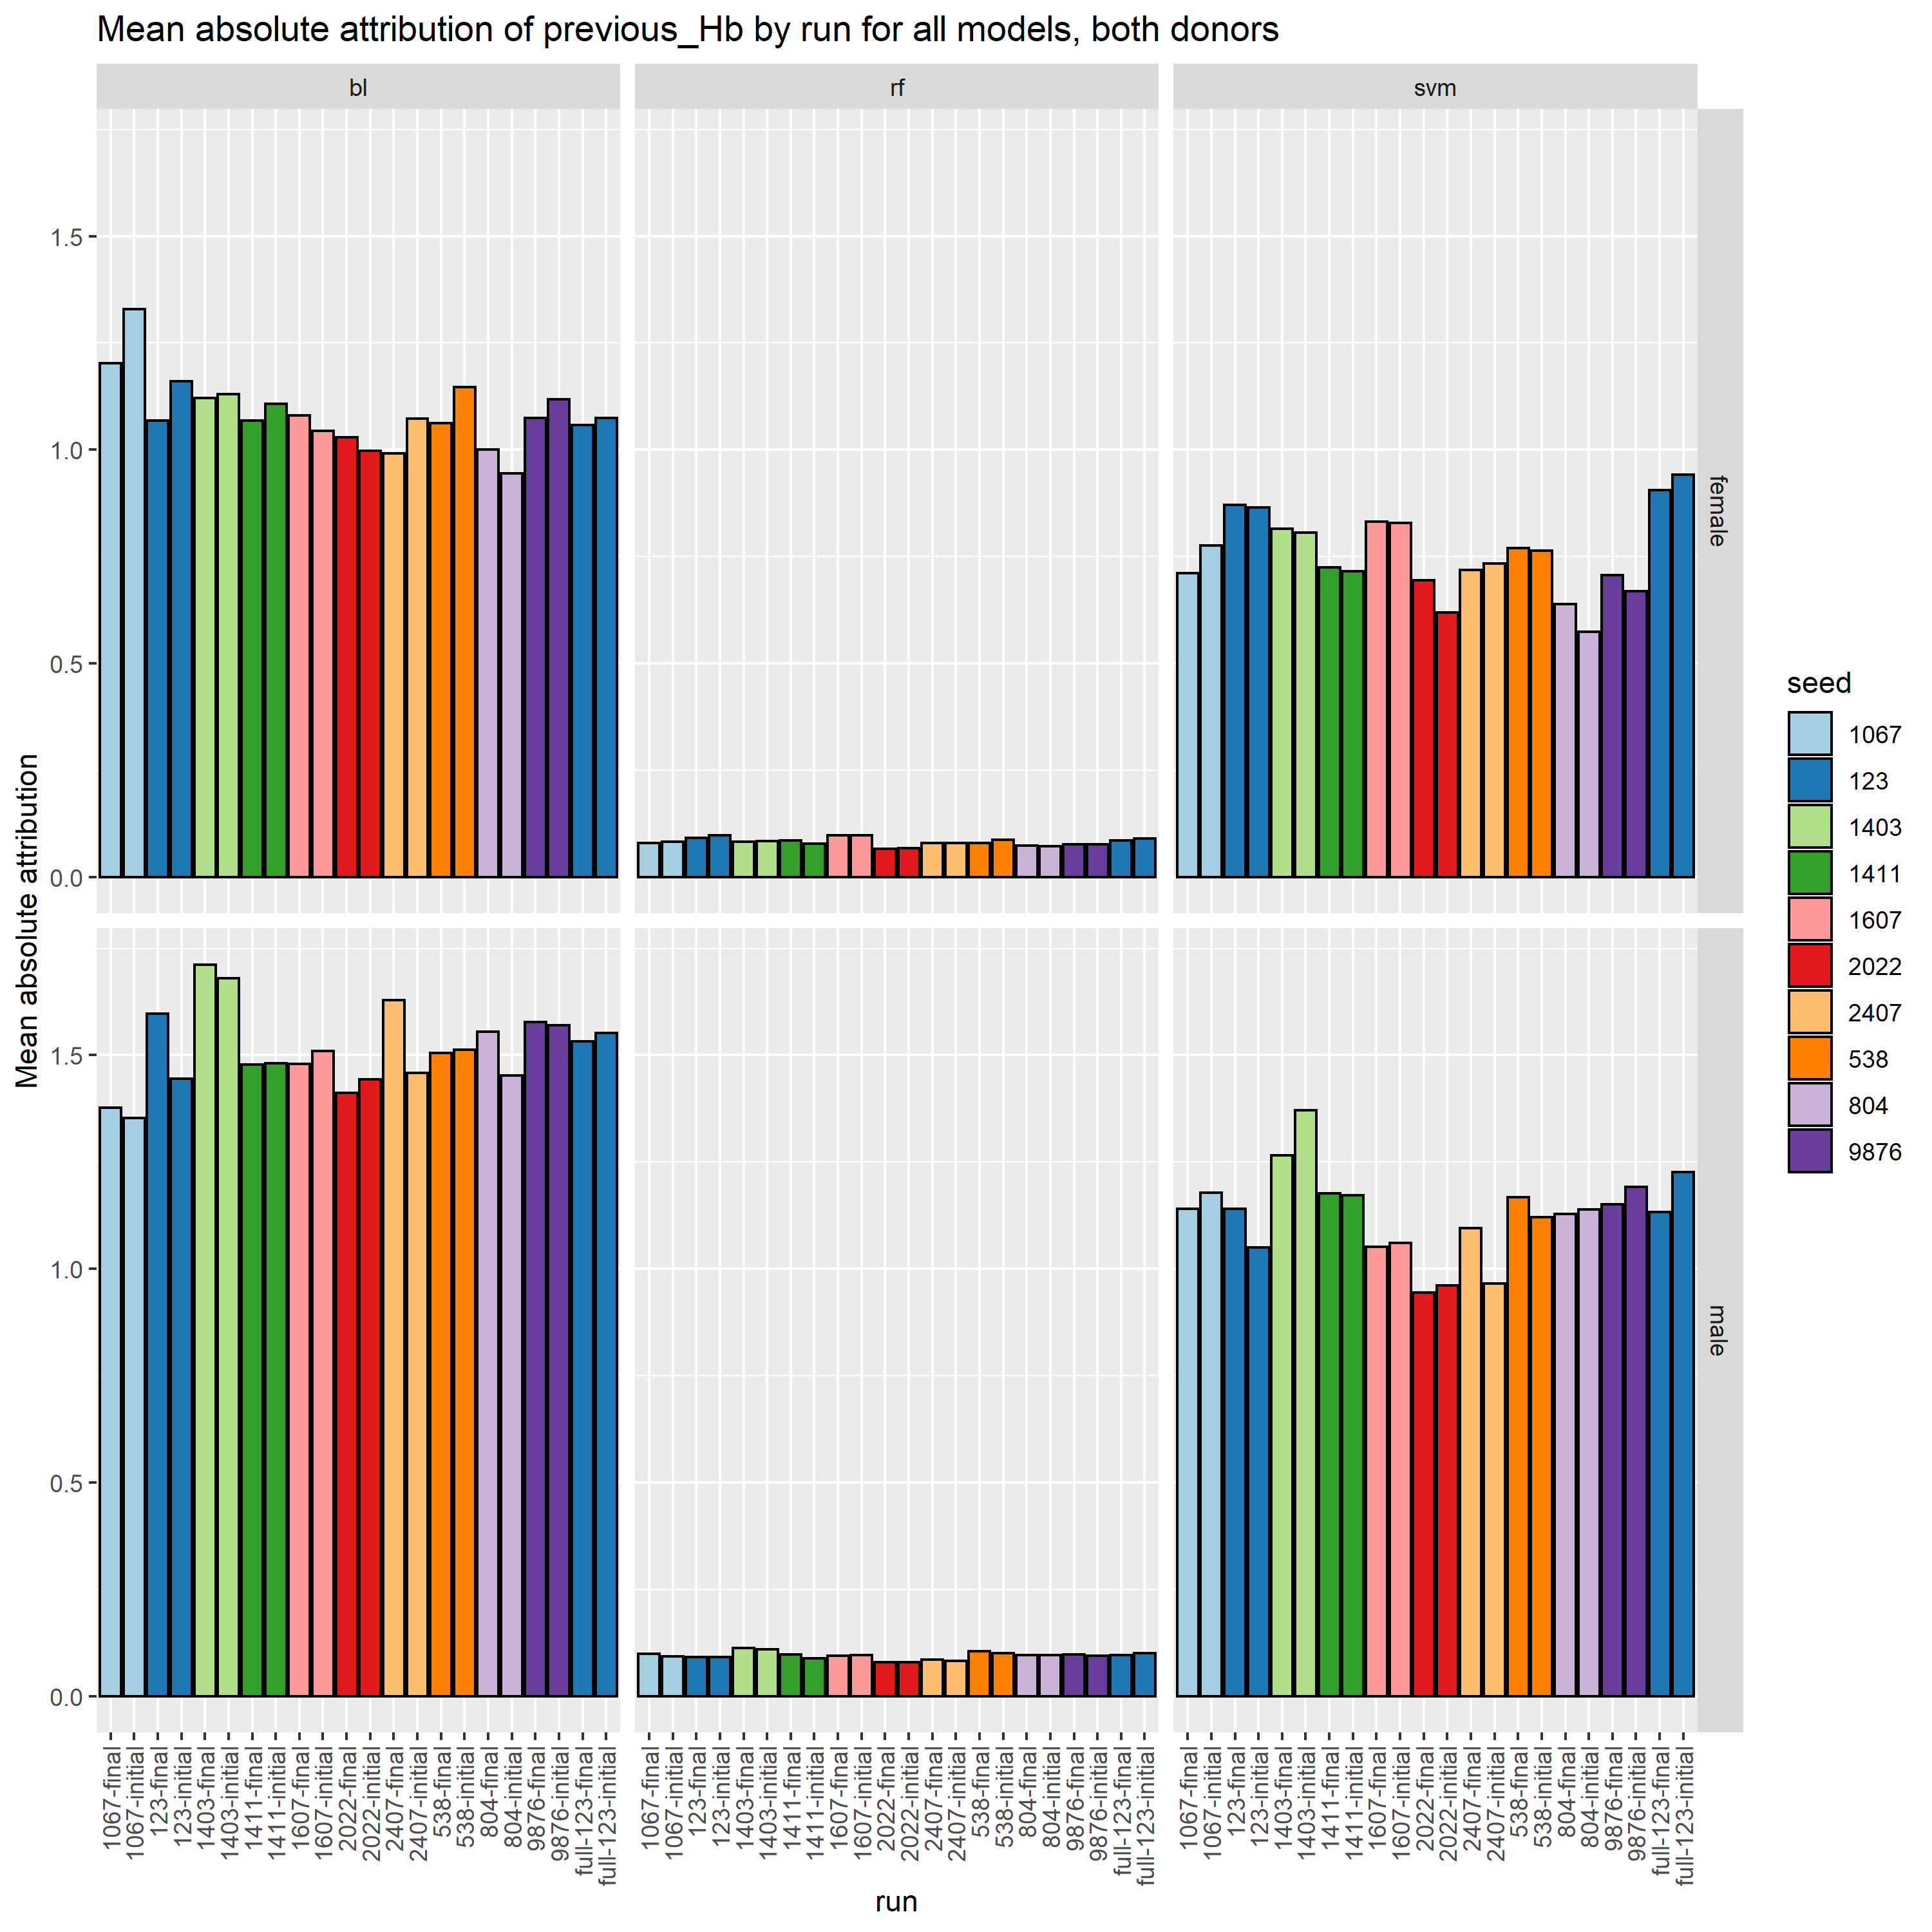 Mean absolute attribution of previous_Hb by run for all models, both donors
bl
rf
svm
1.5
1.0
0.5
0.0
female
1.5
1.0
0.5
0.0
male
Mean absolute attribution
1067-final
1067-initial
123-final
123-initial
1403-final
1403-initial
1411-final
1411-initial
1607-final
1607-initial
2022-final
2022-initial
2407-final
2407-initial
538-final
538-initial
804-final
804-initial
9876-final
9876-initial
full-123-final
full-123-initial
1067-final
1067-initial
123-final
123-initial
1403-final
1403-initial
1411-final
1411-initial
1607-final
1607-initial
2022-final
2022-initial
2407-final
2407-initial
538-final
538-initial
804-final
804-initial
9876-final
9876-initial
full-123-final
full-123-initial
1067-final
1067-initial
123-final
123-initial
1403-final
1403-initial
1411-final
1411-initial
1607-final
1607-initial
2022-final
2022-initial
2407-final
2407-initial
538-final
538-initial
804-final
804-initial
9876-final
9876-initial
full-123-final
full-123-initial
run
seed
1067
123
1403
1411
1607
2022
2407
538
804
9876